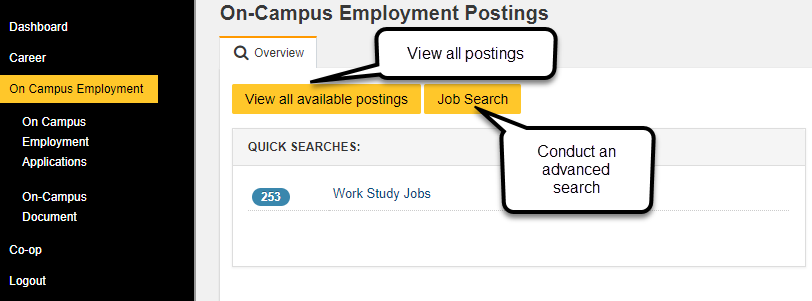 Dashboard
Career
On Campus Employment
On Campus
Employment
Applications
On-Campus
Document
Co-op
Logout
On-Campus Employment Postings
Overview
View all postings
View all available postings
Job Search
QUICK SEARCHES:
Conduct an
advanced
search
253
Work Study Jobs